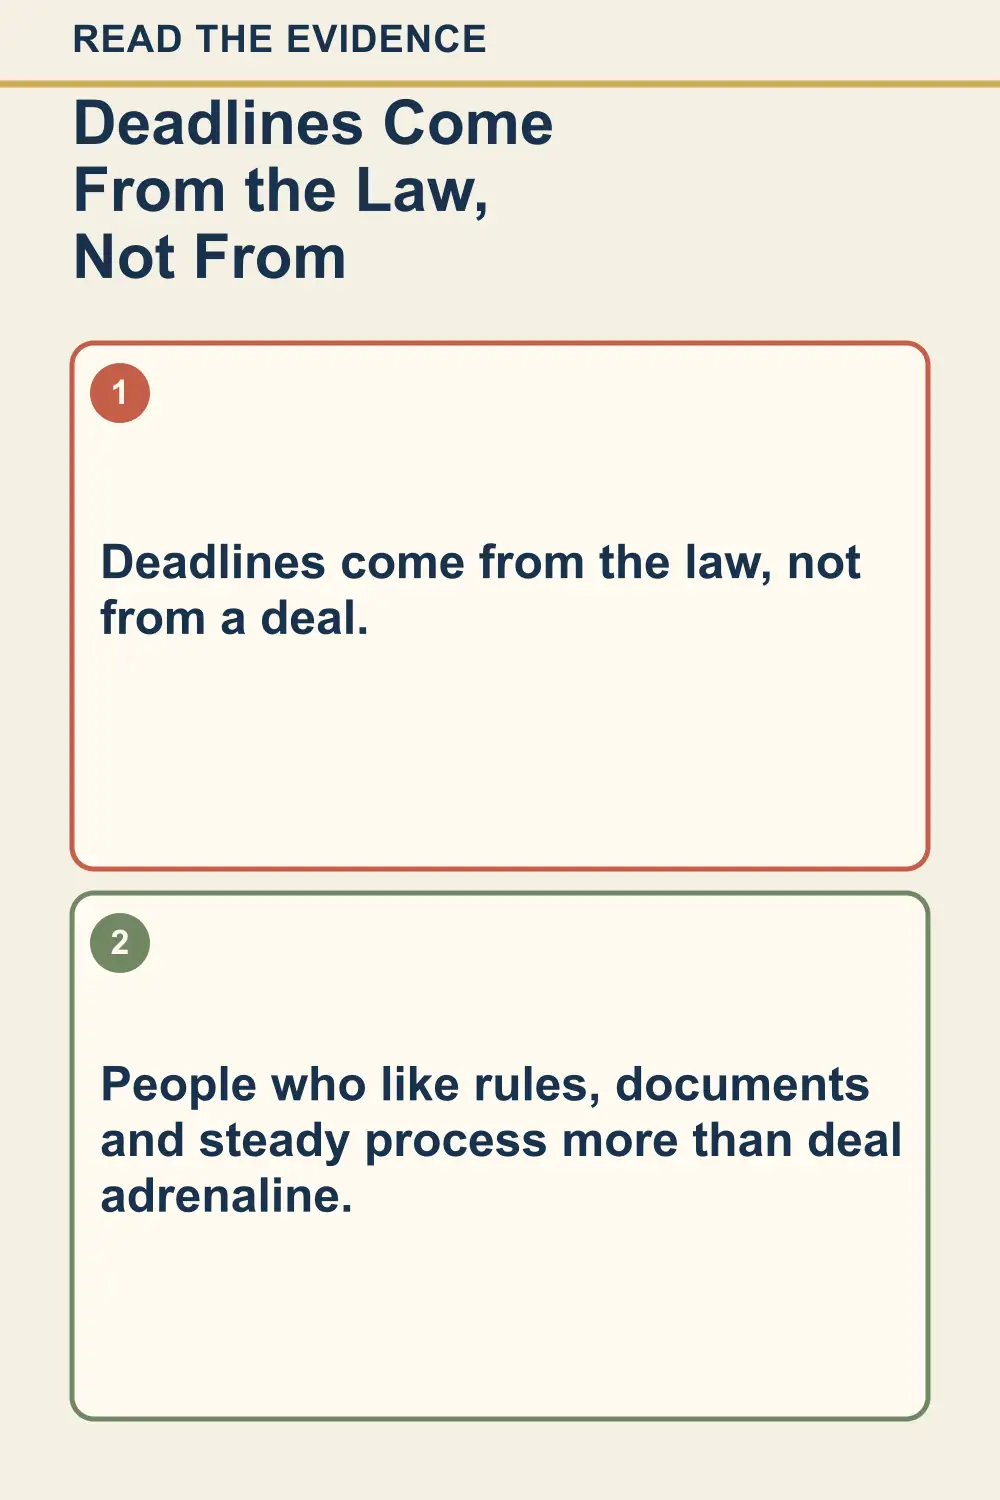 READ THE EVIDENCE
Deadlines Come
From the Law,
Not From
1
Deadlines come from the law, not
from a deal.
2
People who like rules, documents
and steady process more than deal
adrenaline.